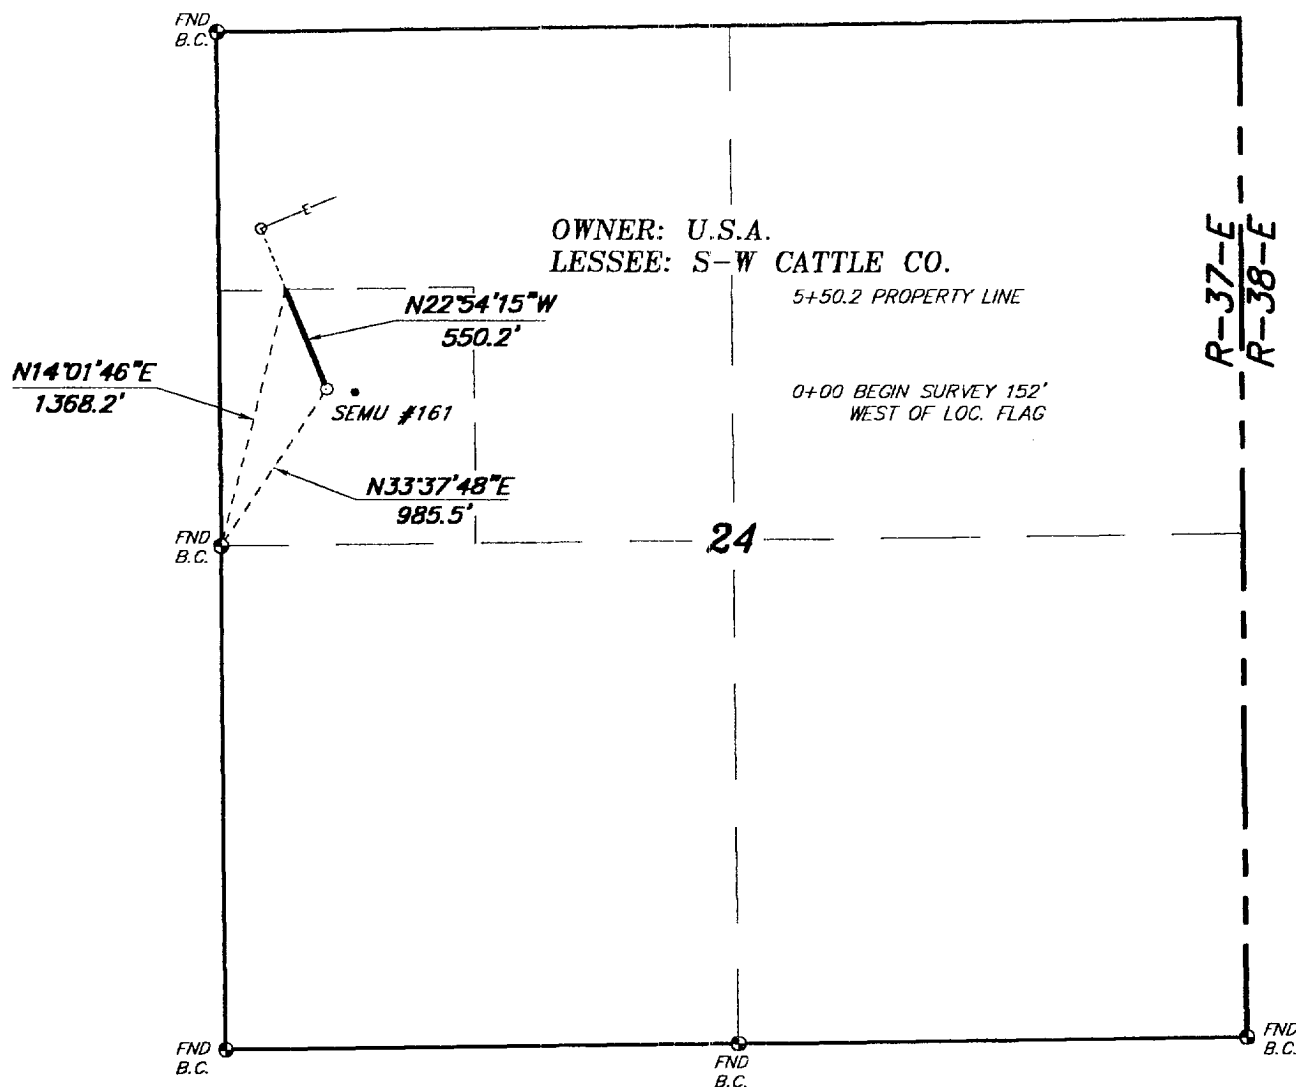 FND
B.C.
OWNER: U.S.A.
LESSEE: S-W CATTLE CO.
5+50.2 PROPERTY LINE
R-37-E
R-38-E
E
N22°54'15"W
550.2'
N14°01'46"E
1368.2'
0+00 BEGIN SURVEY 152'
WEST OF LOC. FLAG
SEMU #161
N33°37'48"E
985.5'
FND
B.C.
24
FND
B.C.
FND
B.C.
FND
B.C.